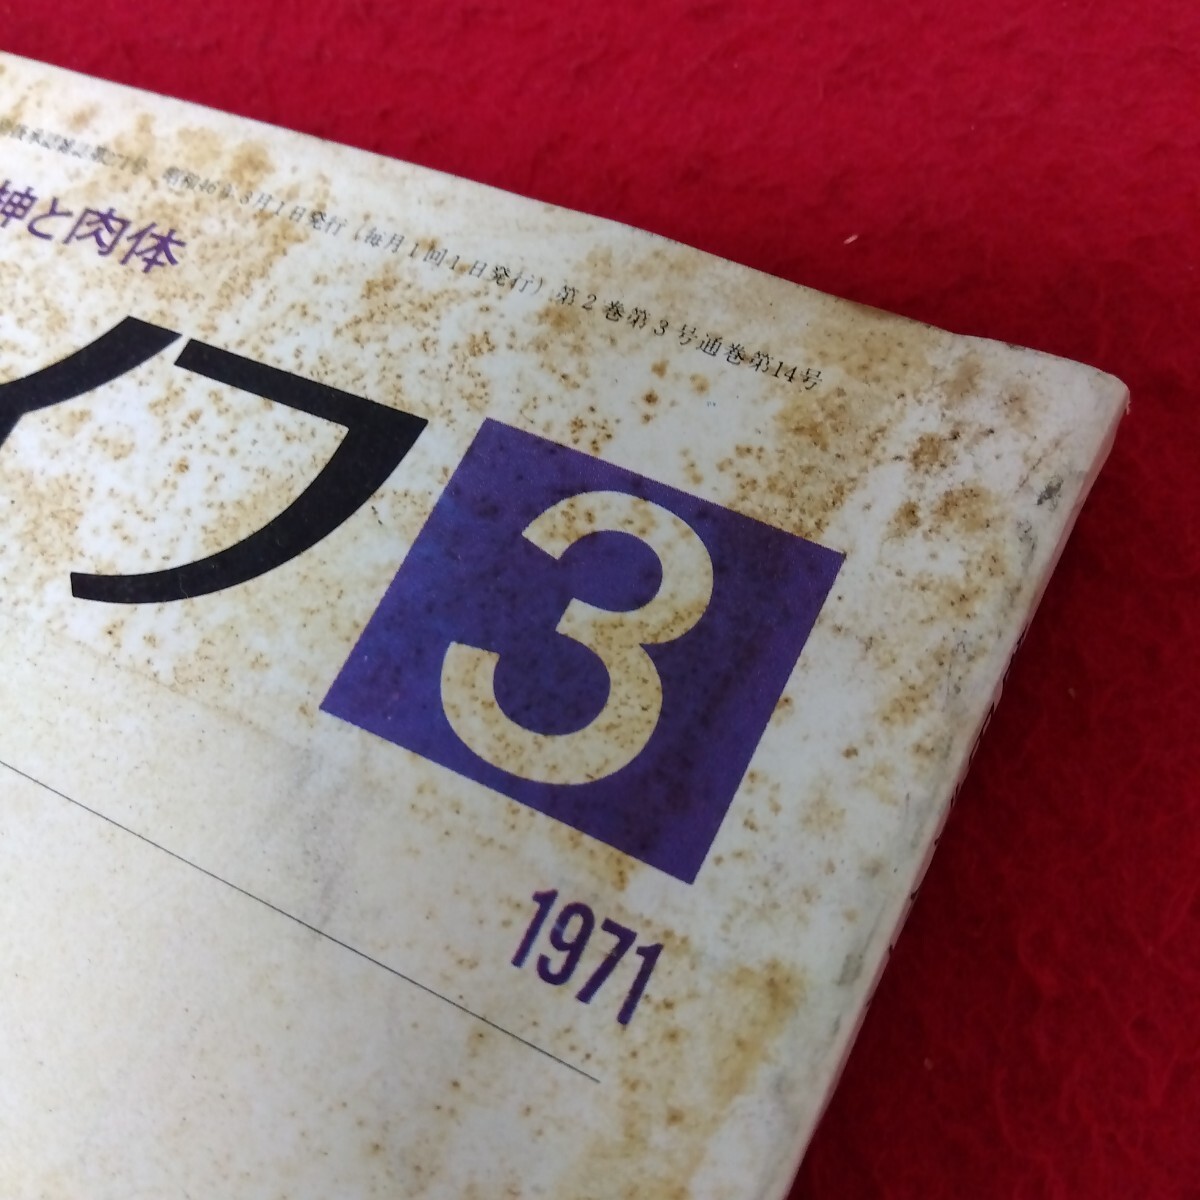 昭和46年3月1日発行(毎月1回1日発行)第2巻第3号通巻第14号
神と肉体
イフ
3
1971